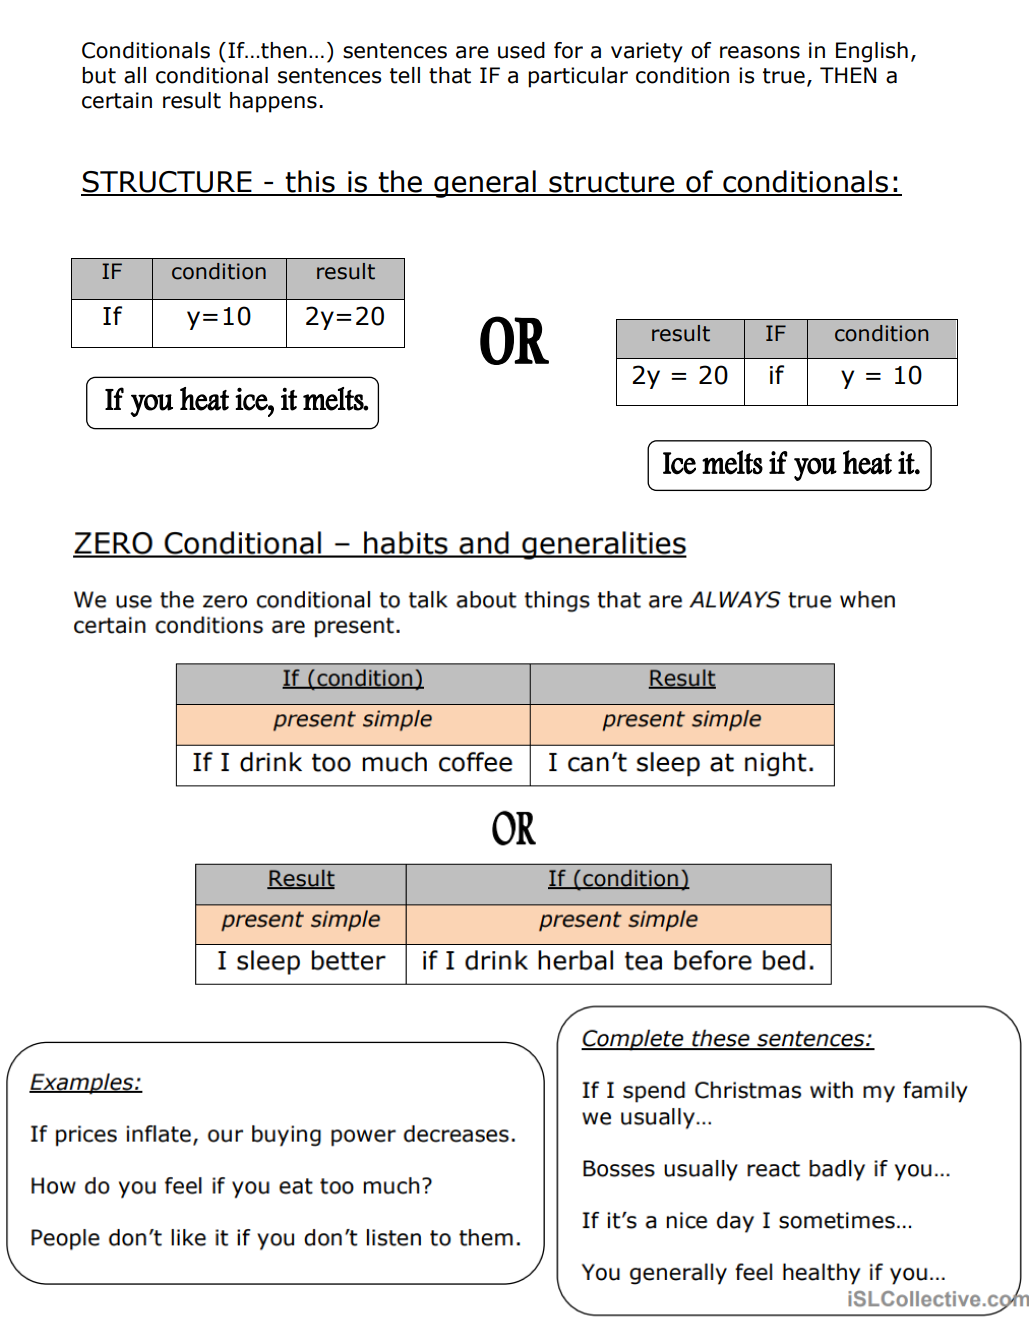 Conditionals (If…then…) sentences are used for a variety of reasons in English,
but all conditional sentences tell that IF a particular condition is true, THEN a
certain result happens.
STRUCTURE - this is the general structure of conditionals:
IF condition result
If y=10 2y=20
If you heat ice, it melts.
OR
result IF condition
2y = 20 if y = 10
Ice melts if you heat it.
ZERO Conditional – habits and generalities
We use the zero conditional to talk about things that are ALWAYS true when
certain conditions are present.
If (condition) Result
present simple present simple
If I drink too much coffee I can’t sleep at night.
OR
Result If (condition)
present simple present simple
I sleep better if I drink herbal tea before bed.
Examples:
If prices inflate, our buying power decreases.
How do you feel if you eat too much?
People don’t like it if you don’t listen to them.
Complete these sentences:
If I spend Christmas with my family
we usually…
Bosses usually react badly if you…
If it’s a nice day I sometimes…
You generally feel healthy if you…
iSLCollective.com